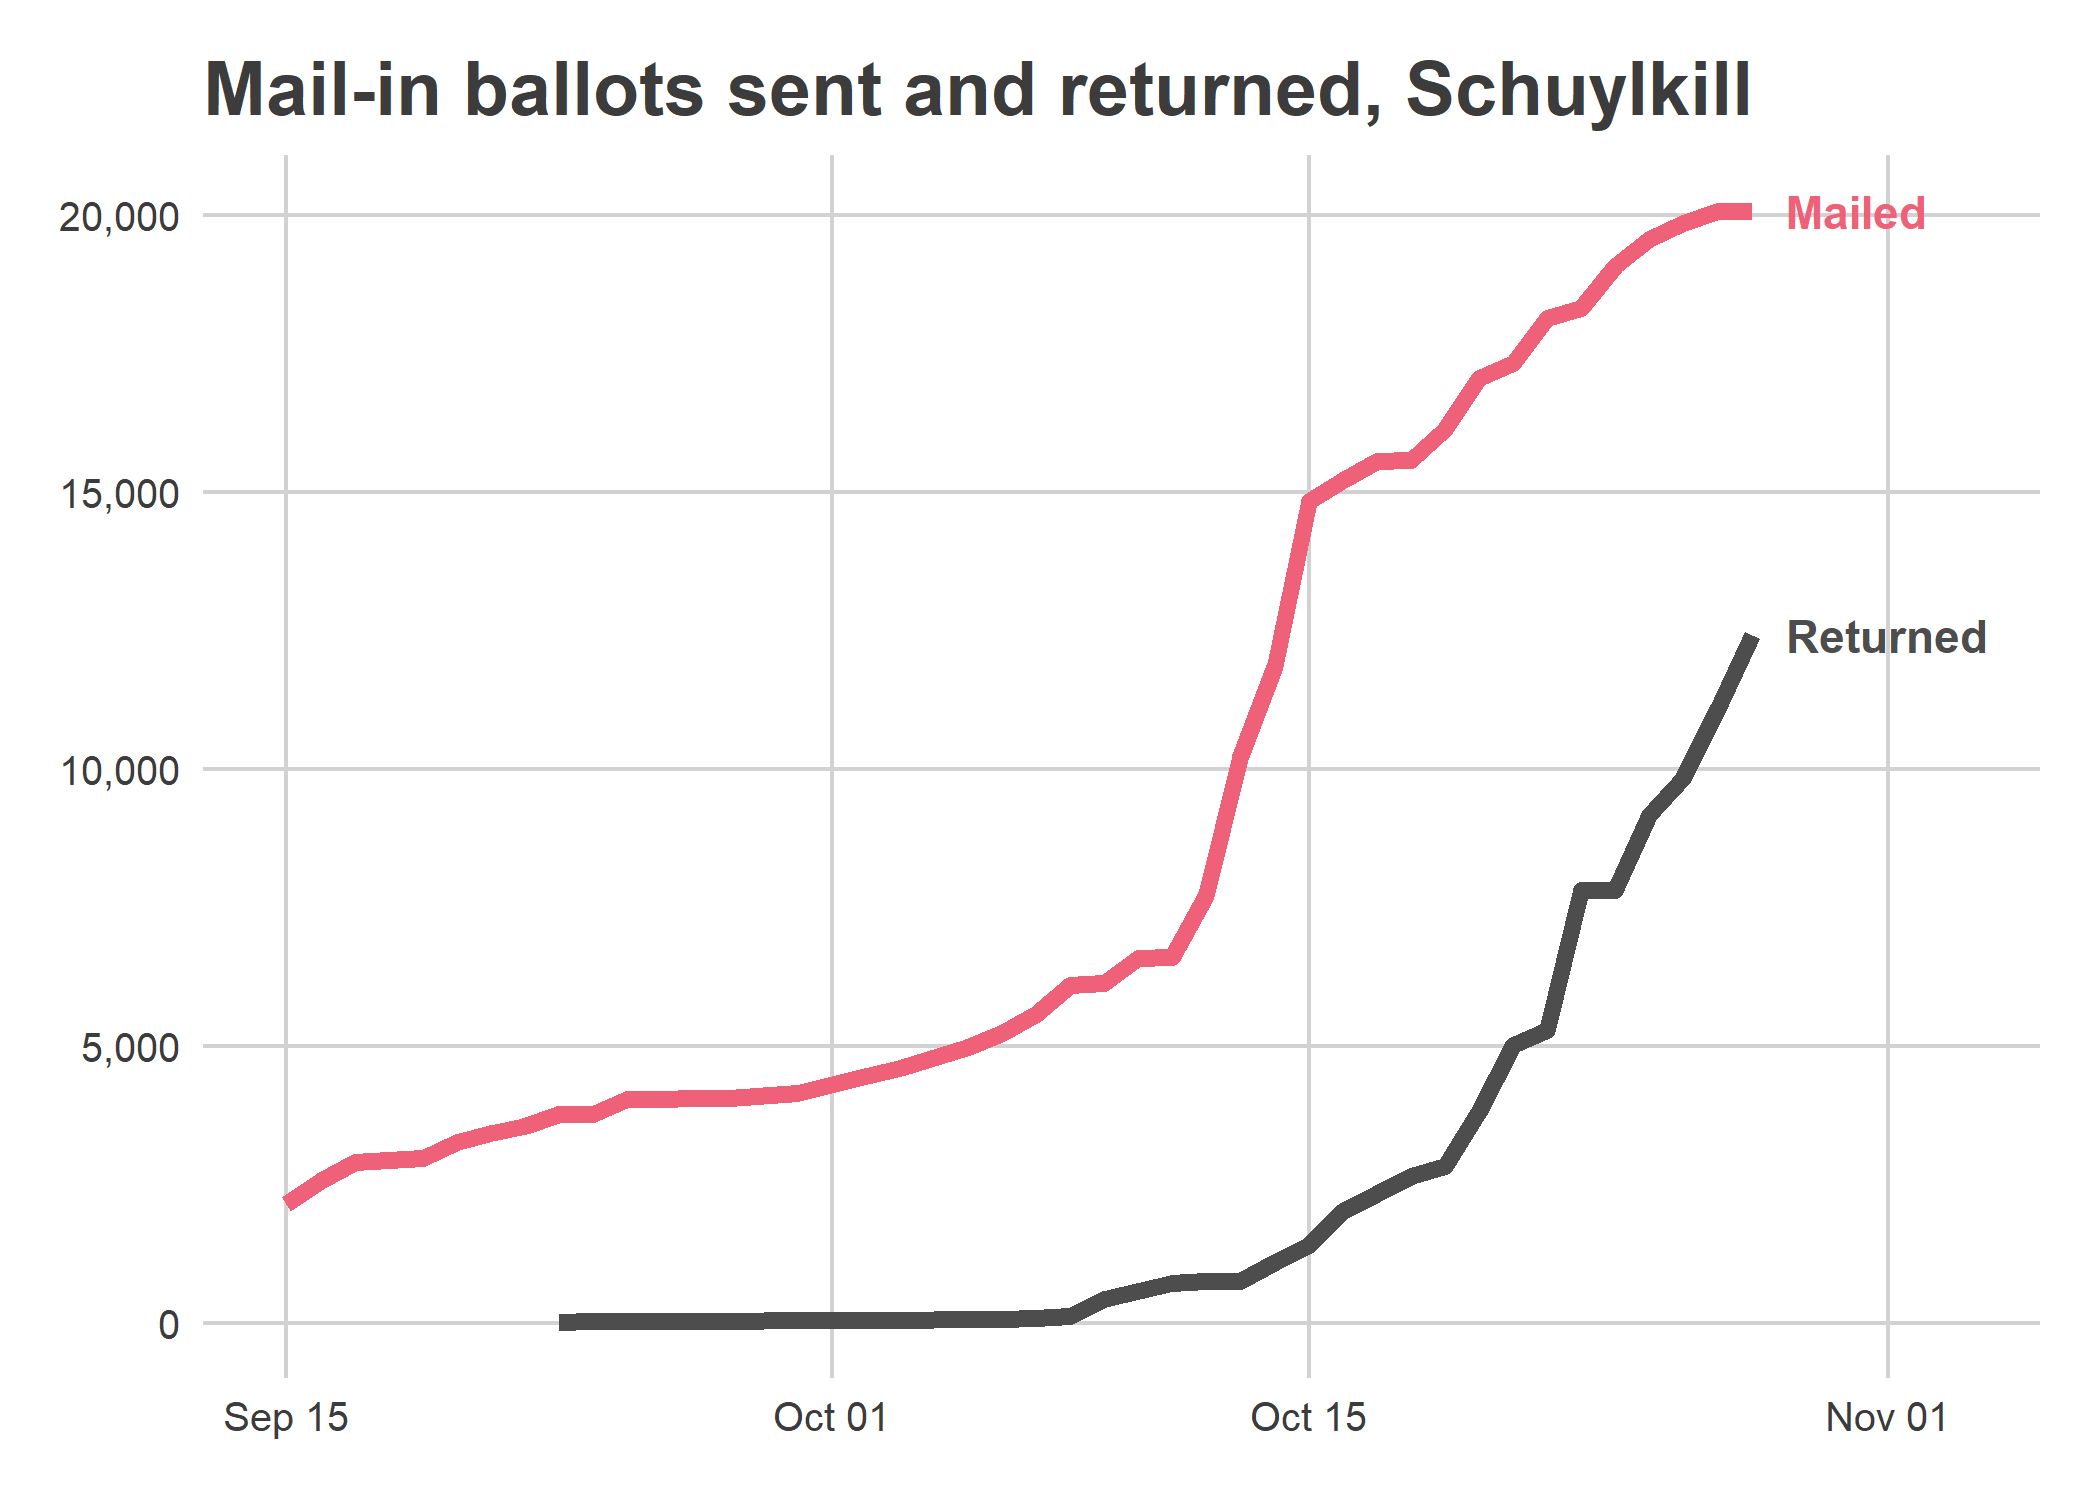 Mail-in ballots sent and returned, Schuylkill
20,000
Mailed
15,000
Returned
10,000
5,000
0
Sep 15
Oct 01
Oct 15
Nov 01